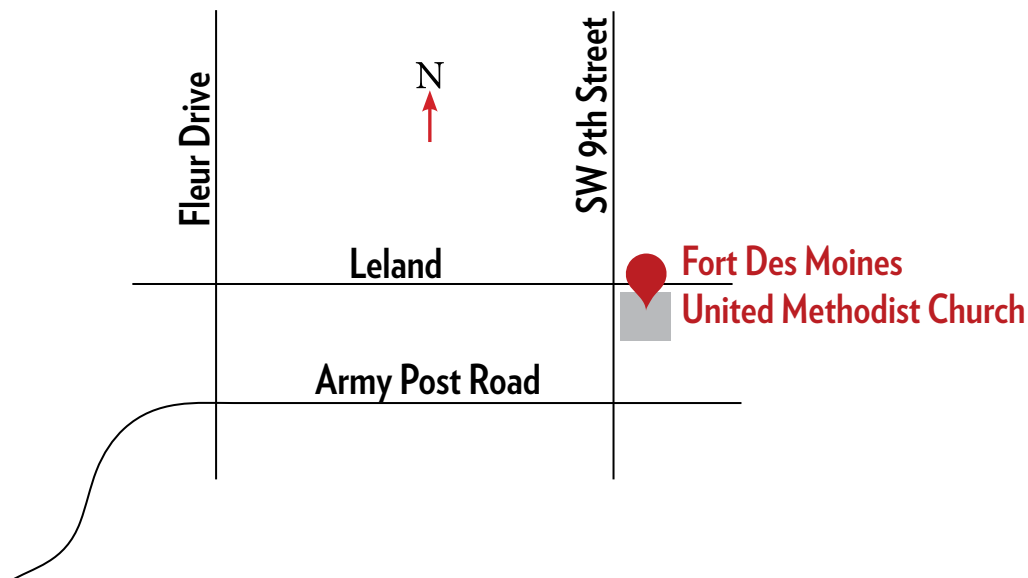 N
Fleur Drive
SW 9th Street
Leland
Fort Des Moines
United Methodist Church
Army Post Road